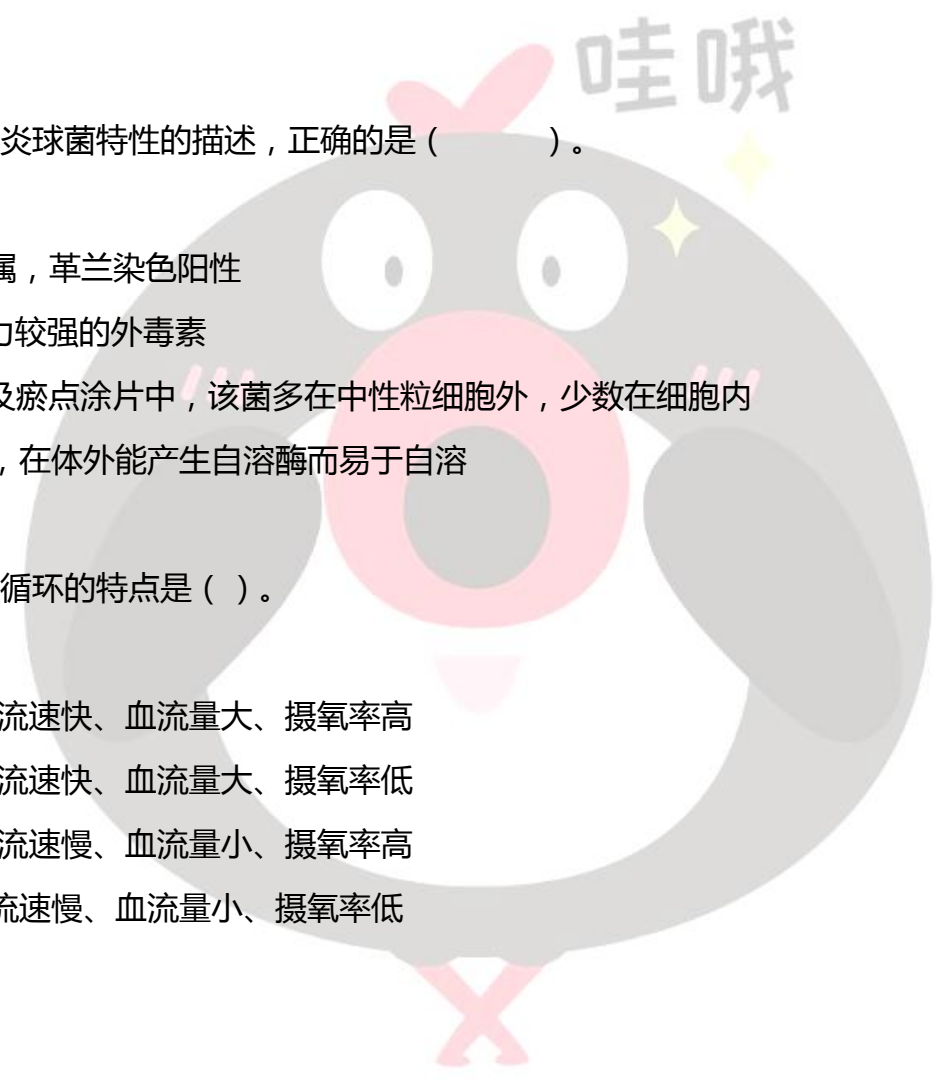 哇哦
炎球菌特性的描述，正确的是（　　　）。
属，革兰染色阳性
力较强的外毒素
及瘀点涂片中，该菌多在中性粒细胞外，少数在细胞内
，在体外能产生自溶酶而易于自溶
循环的特点是（ ）。
流速快、血流量大、摄氧率高
流速快、血流量大、摄氧率低
流速慢、血流量小、摄氧率高
流速慢、血流量小、摄氧率低